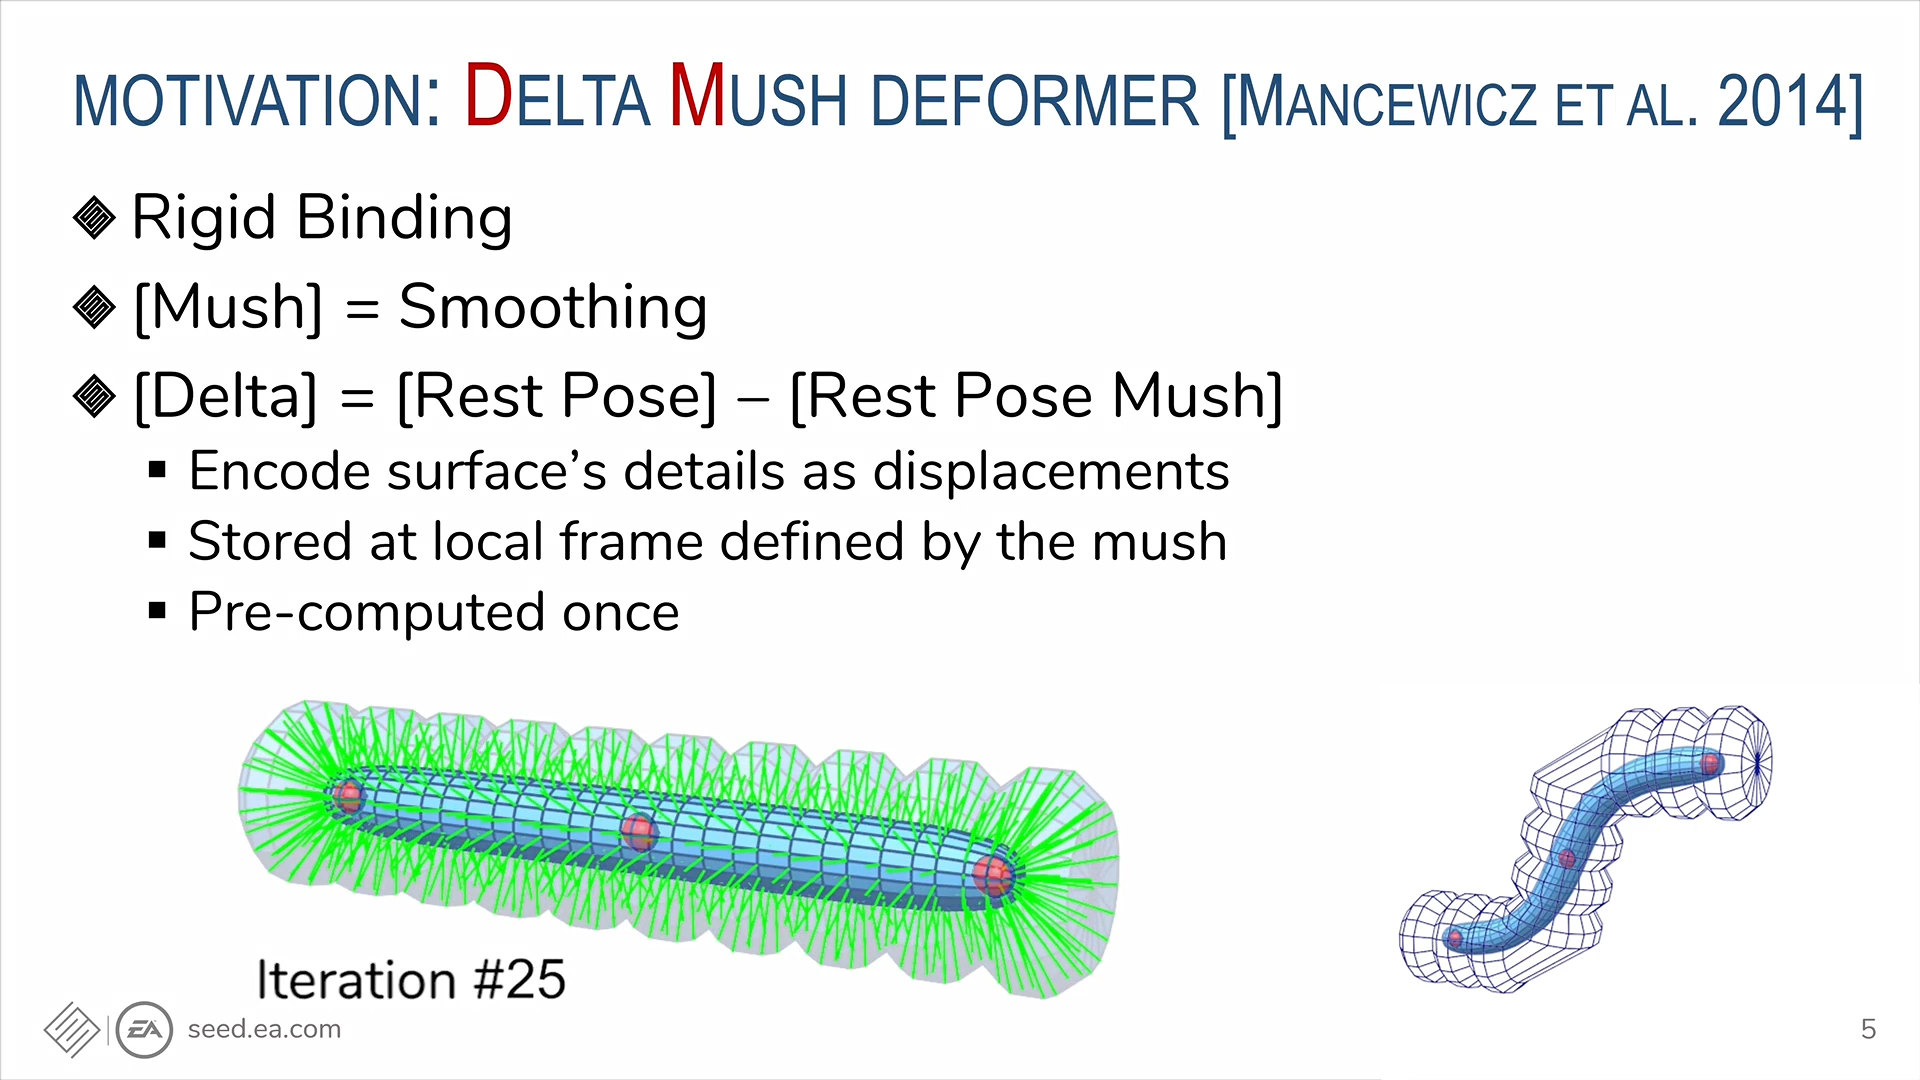 MOTIVATION: DELTA MUSH DEFORMER [MANCEWICZ ET AL. 2014]
Rigid Binding
[Mush] = Smoothing
[Delta] = [Rest Pose] – [Rest Pose Mush]
Encode surface’s details as displacements
Stored at local frame defined by the mush
Pre-computed once
Iteration #25
EA seed.ea.com
5